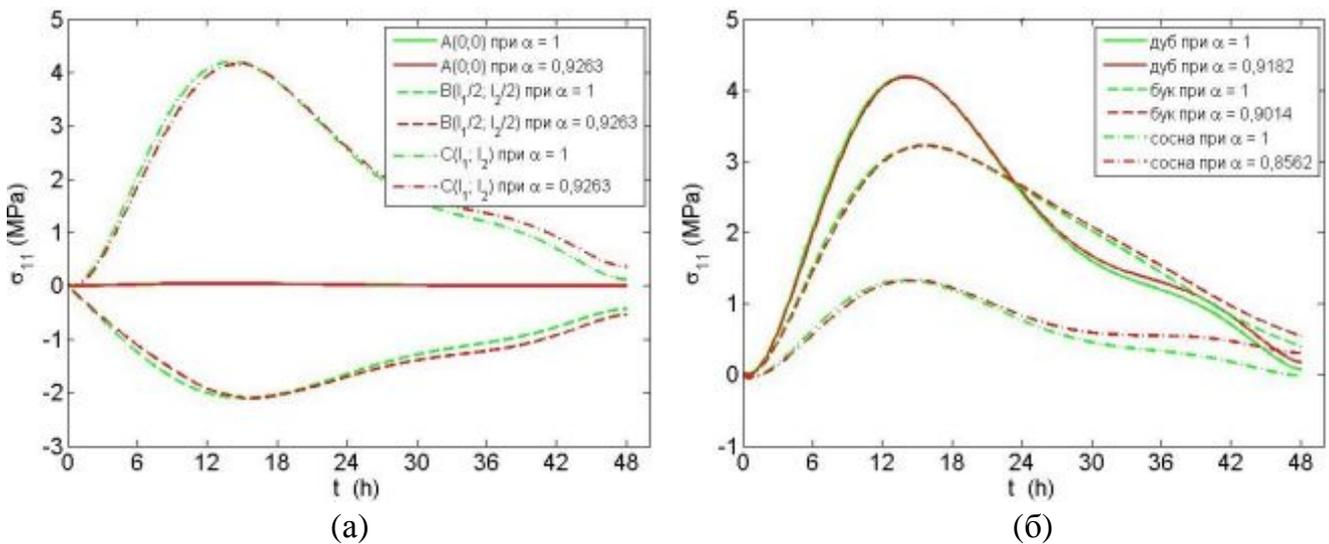 5
4
3
2
1
0
-1
-2
-3
σ11 (MPa)
A(0;0) при α = 1
A(0;0) при α = 0,9263
B(l1/2; l2/2) при α = 1
B(l1/2; l2/2) при α = 0,9263
C(l1; l2) при α = 1
C(l1; l2) при α = 0,9263
0 6 12 18 24 30 36 42 48
t (h)
(а)
5
4
3
2
1
0
-1
σ11 (MPa)
дуб при α = 1
дуб при α = 0,9182
бук при α = 1
бук при α = 0,9014
сосна при α = 1
сосна при α = 0,8562
0 6 12 18 24 30 36 42 48
t (h)
(б)